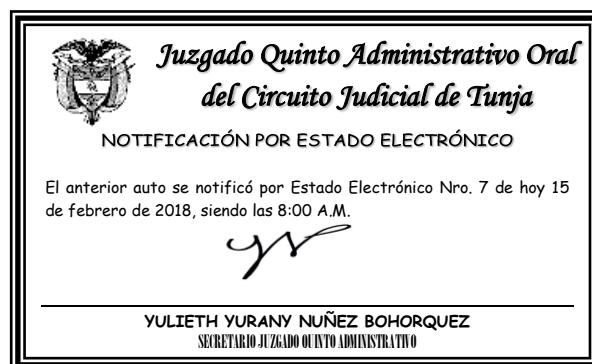 Juzgado Quinto Administrativo Oral
del Circuito Judicial de Tunja
NOTIFICACIÓN POR ESTADO ELECTRÓNICO
El anterior auto se notificó por Estado Electrónico Nro. 7 de hoy 15
de febrero de 2018, siendo las 8:00 A.M.
YULIETH YURANY NUÑEZ BOHORQUEZ
SECRETARIO JUZGADO QUINTO ADMINISTRATIVO